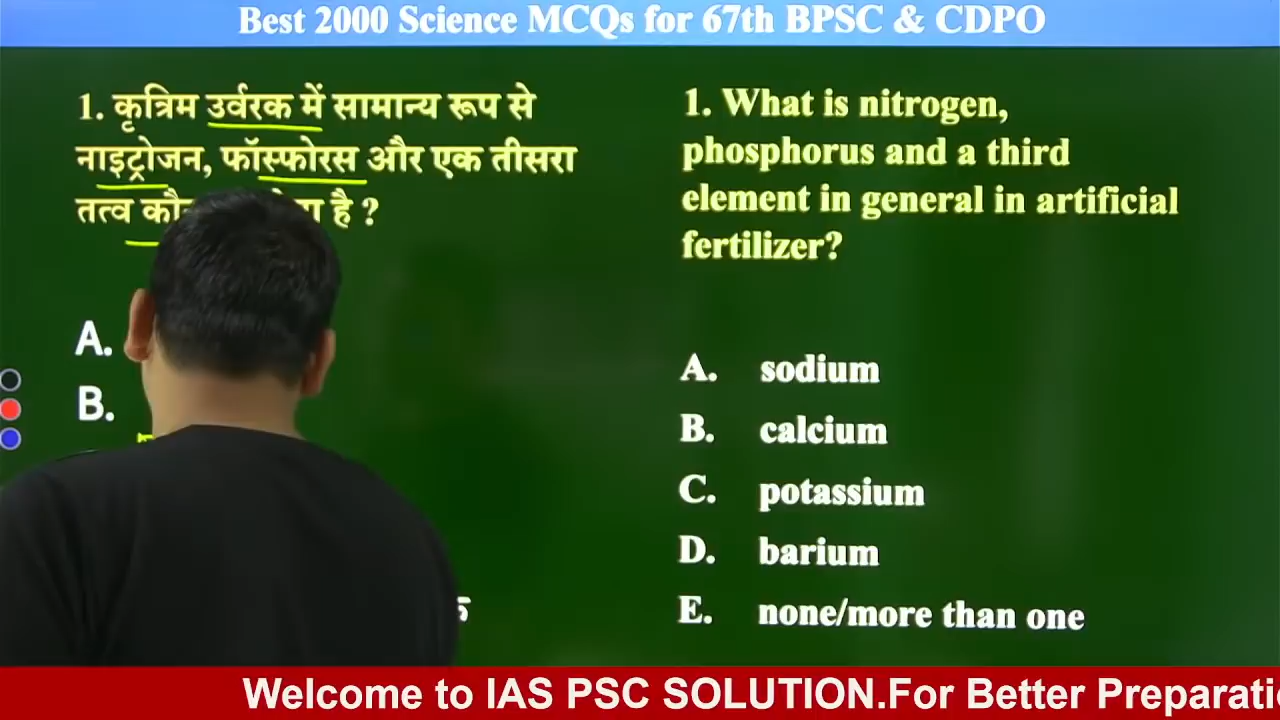 Best 2000 Science MCQs for 67th BPSC & CDPO
1. कृत्रिम उर्वरक में सामान्य रूप से
नाइट्रोजन, फॉस्फोरस और एक तीसरा
तत्व है ?
A.
B.
1. What is nitrogen,
phosphorus and a third
element in general in artificial
fertilizer?
A. sodium
B. calcium
C. potassium
D. barium
E. none/more than one
Welcome to IAS PSC SOLUTION.For Better